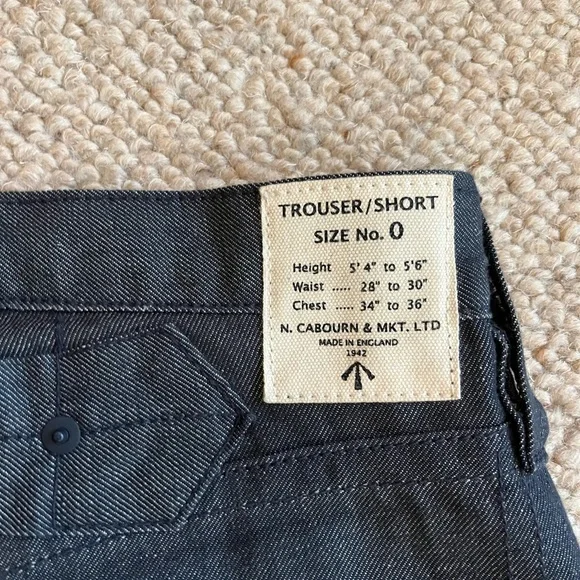 TROUSER/SHORT
SIZE No. 0
Height 5' 4" to 5'6"
Waist ..... 28" to 30"
Chest ..... 34" to 36"
N. CABOURN & MKT. LTD
MADE IN ENGLAND
1942